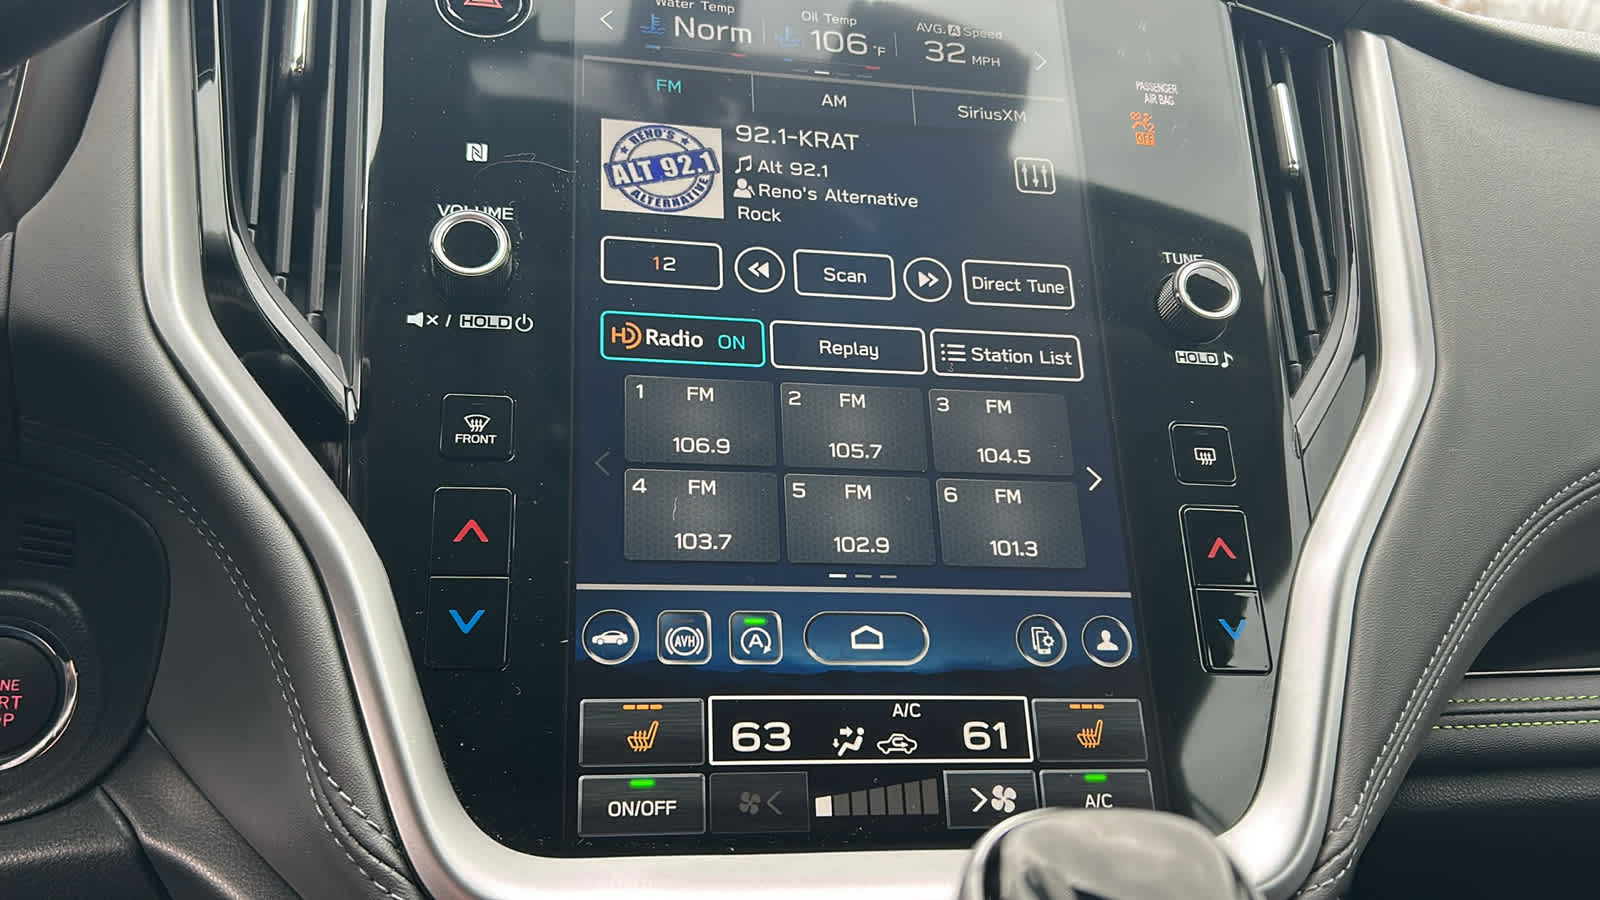 Water Temp
Norm
Oil Temp
106 °F
AVG. A Speed
32 MPH
FM
AM
SiriusXM
PASSENGER
AIR BAG
OFF
RENO'S
ALT 92.1
ALTERNATIVE
92.1-KRAT
Alt 92.1
Reno's Alternative
Rock
VOLUME
TUNE
12
Scan
Direct Tune
/ HOLD
HOLD
HD Radio ON
Replay
Station List
1 FM
106.9
2 FM
105.7
3 FM
104.5
4 FM
103.7
5 FM
102.9
6 FM
101.3
FRONT
AVH
A
63
A/C
61
ON/OFF
A/C